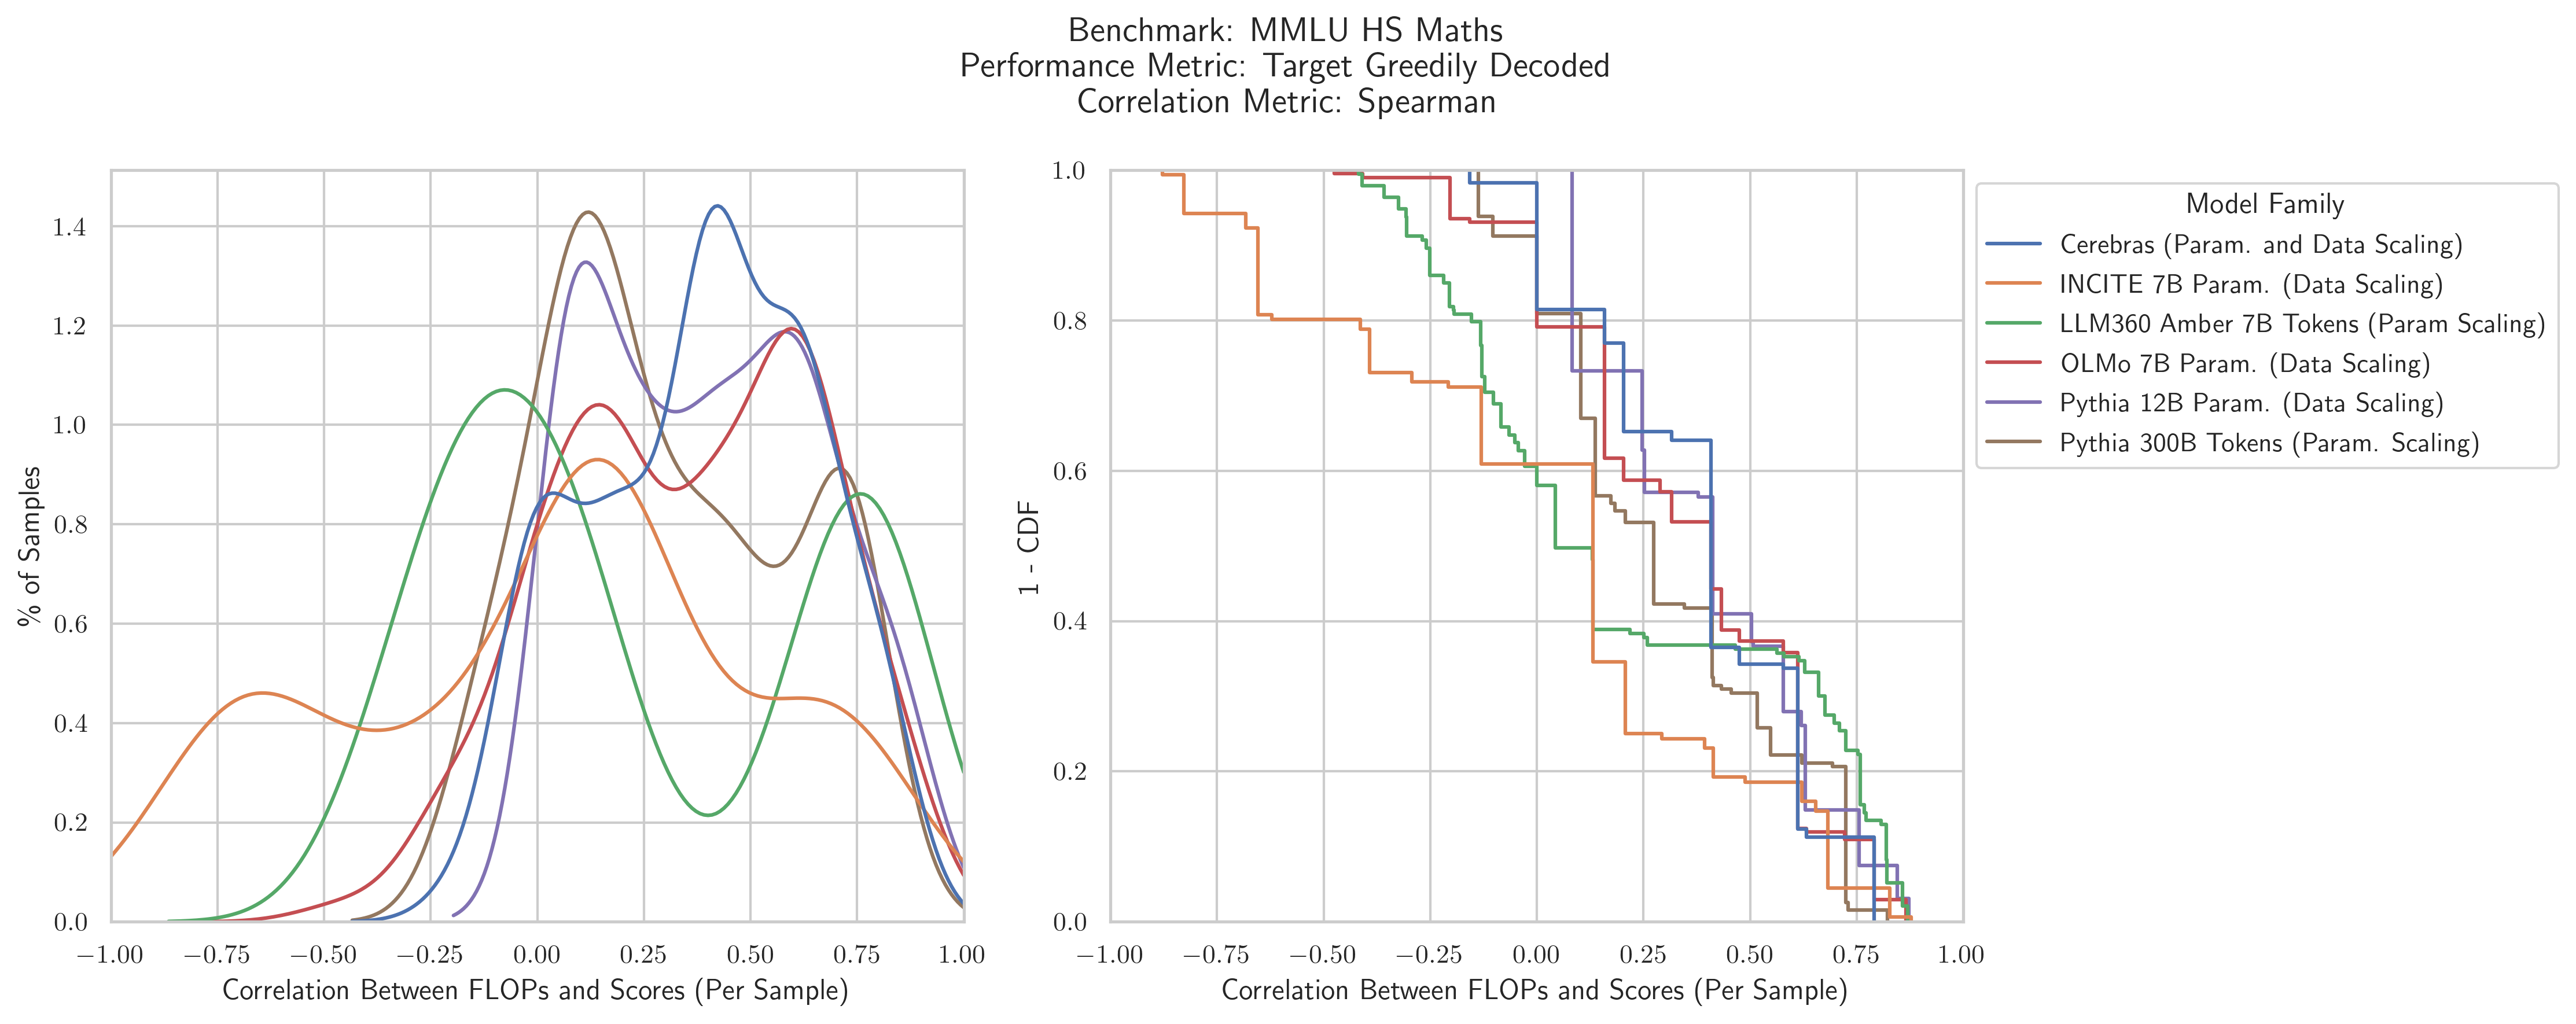 Benchmark: MMLU HS Maths
Performance Metric: Target Greedily Decoded
Correlation Metric: Spearman
% of Samples
1.4
1.2
1.0
0.8
0.6
0.4
0.2
0.0
−1.00 −0.75 −0.50 −0.25 0.00 0.25 0.50 0.75 1.00
Correlation Between FLOPs and Scores (Per Sample)
1 - CDF
1.0
0.8
0.6
0.4
0.2
0.0
−1.00 −0.75 −0.50 −0.25 0.00 0.25 0.50 0.75 1.00
Correlation Between FLOPs and Scores (Per Sample)
Model Family
Cerebras (Param. and Data Scaling)
INCITE 7B Param. (Data Scaling)
LLM360 Amber 7B Tokens (Param Scaling)
OLMo 7B Param. (Data Scaling)
Pythia 12B Param. (Data Scaling)
Pythia 300B Tokens (Param. Scaling)